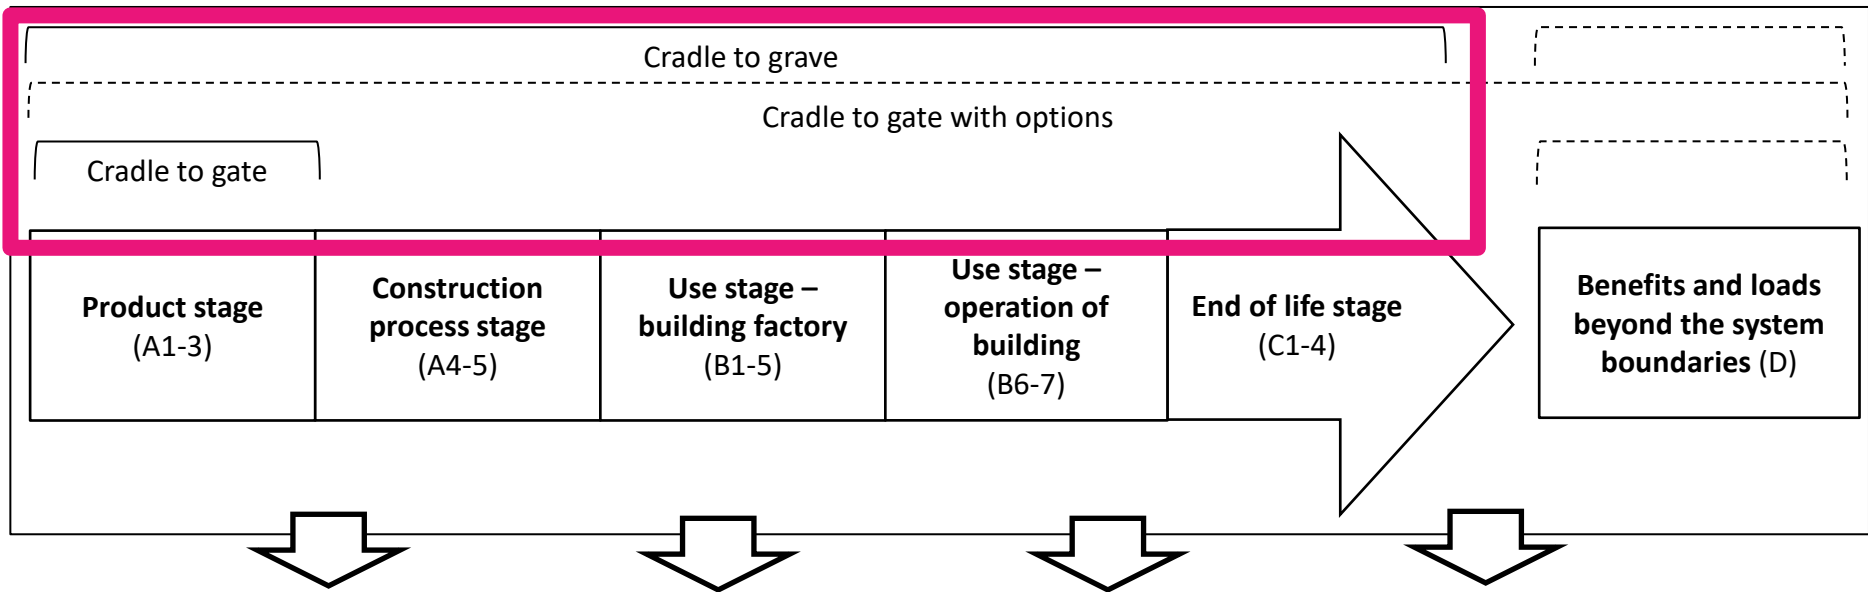 Cradle to grave
Cradle to gate with options
Cradle to gate
Product stage
(A1-3)
Construction
process stage
(A4-5)
Use stage –
building factory
(B1-5)
Use stage –
operation of
building
(B6-7)
End of life stage
(C1-4)
Benefits and loads
beyond the system
boundaries (D)